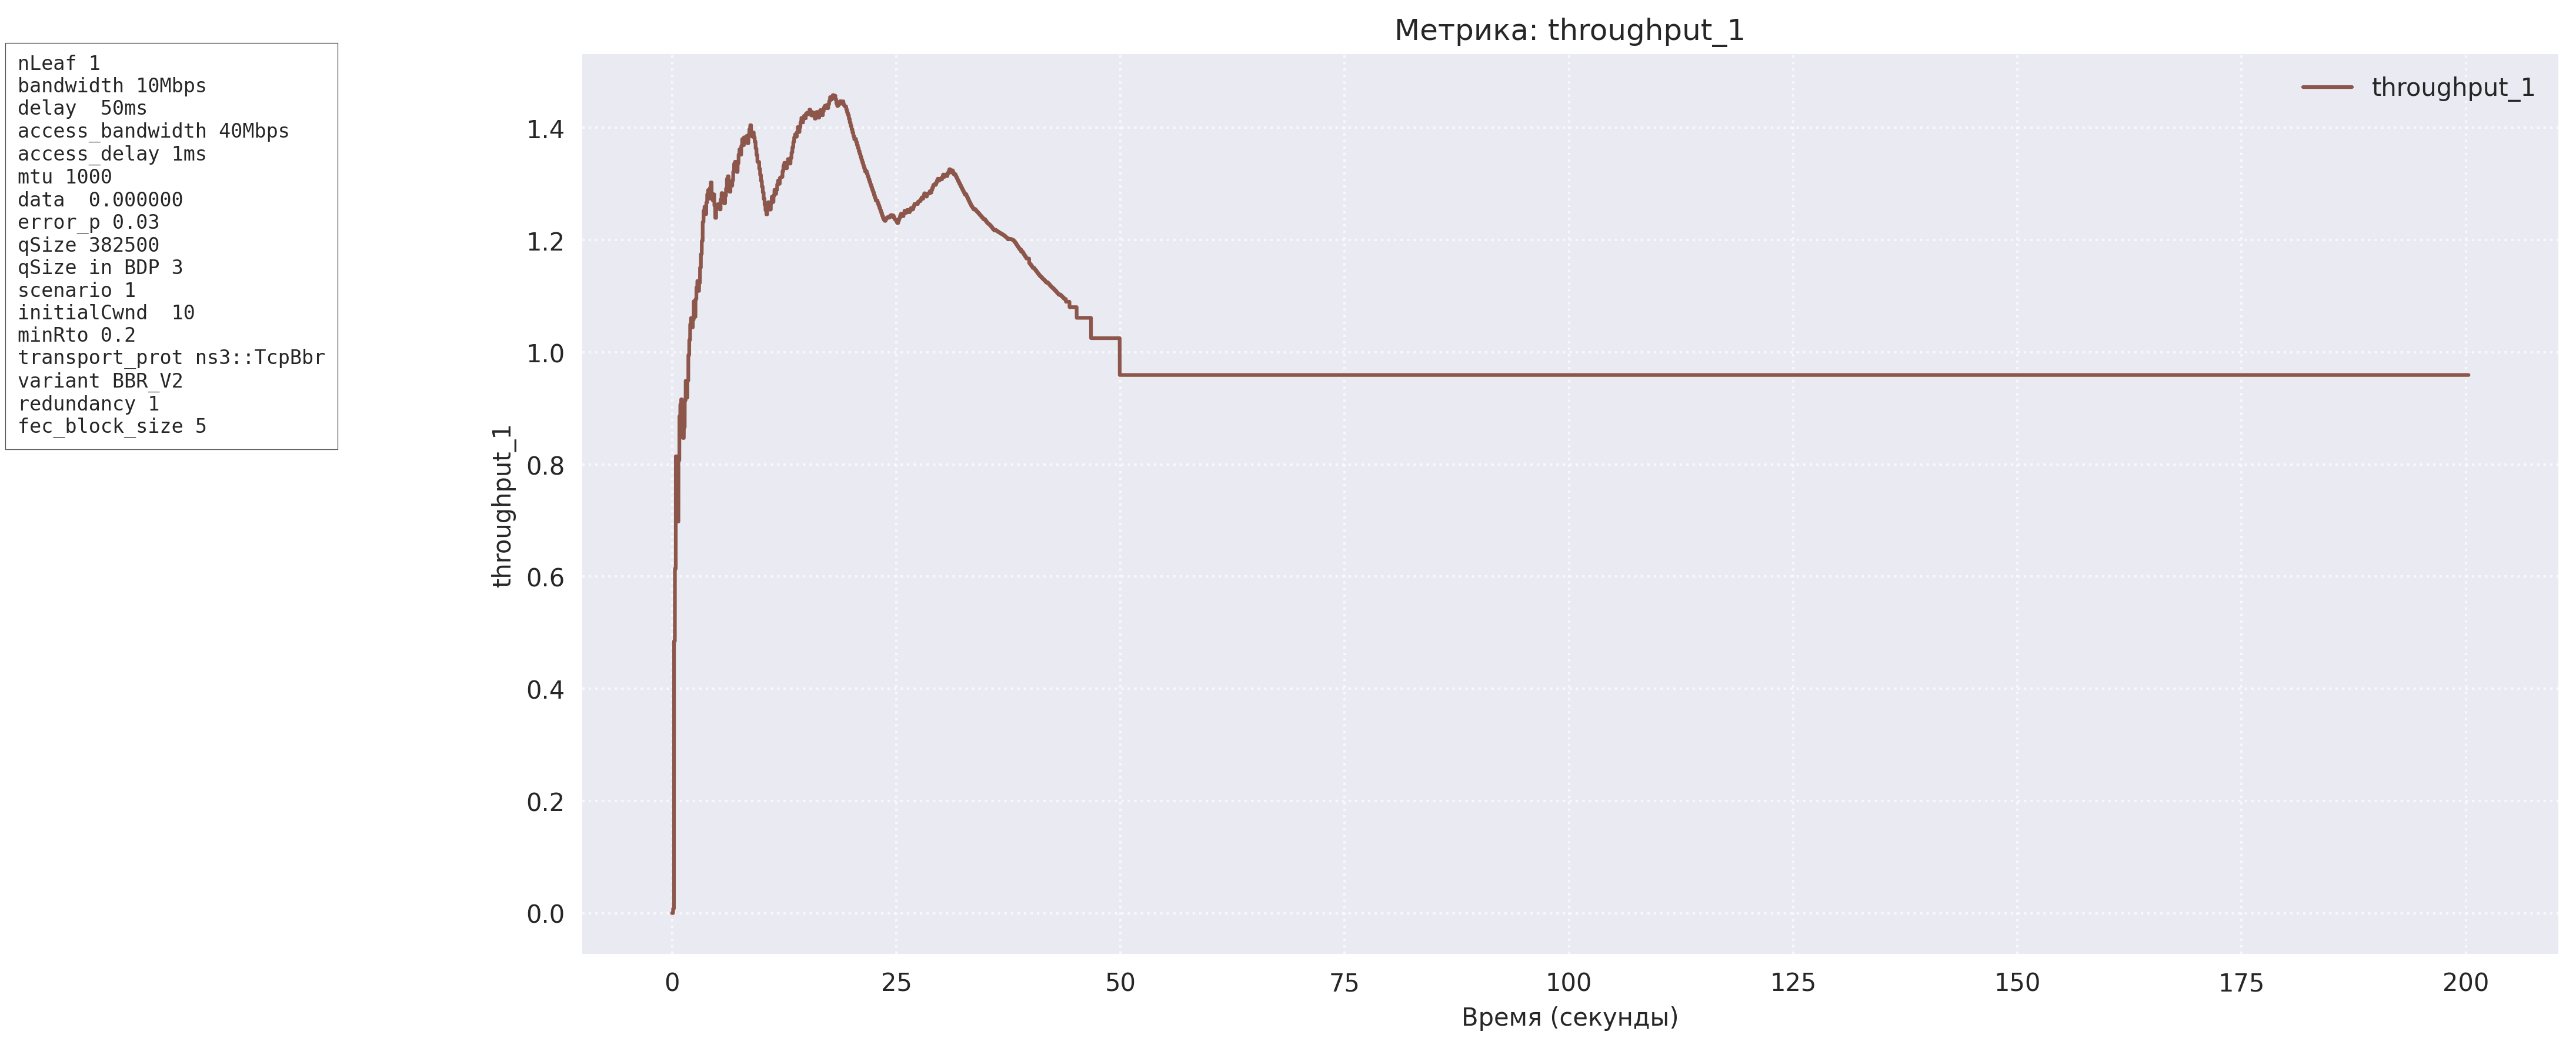 Метрика: throughput_1
nLeaf 1
bandwidth 10Mbps
delay  50ms
access_bandwidth 40Mbps
access_delay 1ms
mtu 1000
data  0.000000
error_p 0.03
qSize 382500
qSize in BDP 3
scenario 1
initialCwnd  10
minRto 0.2
transport_prot ns3::TcpBbr
variant BBR_V2
redundancy 1
fec_block_size 5
throughput_1
throughput_1
1.4
1.2
1.0
0.8
0.6
0.4
0.2
0.0
0 25 50 75 100 125 150 175 200
Время (секунды)